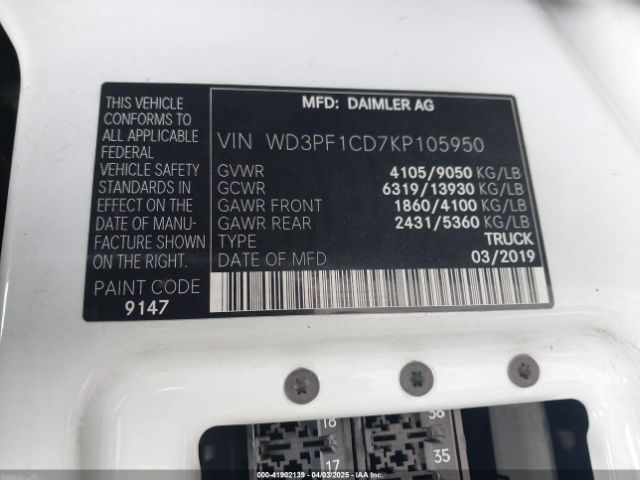 MFD: DAIMLER AG
THIS VEHICLE
CONFORMS TO
ALL APPLICABLE
FEDERAL
VEHICLE SAFETY
STANDARDS IN
EFFECT ON THE
DATE OF MANU-
FACTURE SHOWN
ON THE RIGHT.
PAINT CODE
9147
VIN WD3PF1CD7KP105950
GVWR 4105/9050 KG/LB
GCWR 6319/13930 KG/LB
GAWR FRONT 1860/4100 KG/LB
GAWR REAR 2431/5360 KG/LB
TYPE TRUCK
DATE OF MFD 03/2019
18 36
17 35
000-41902139 | 04/03/2025 | IAA AUCTIONS